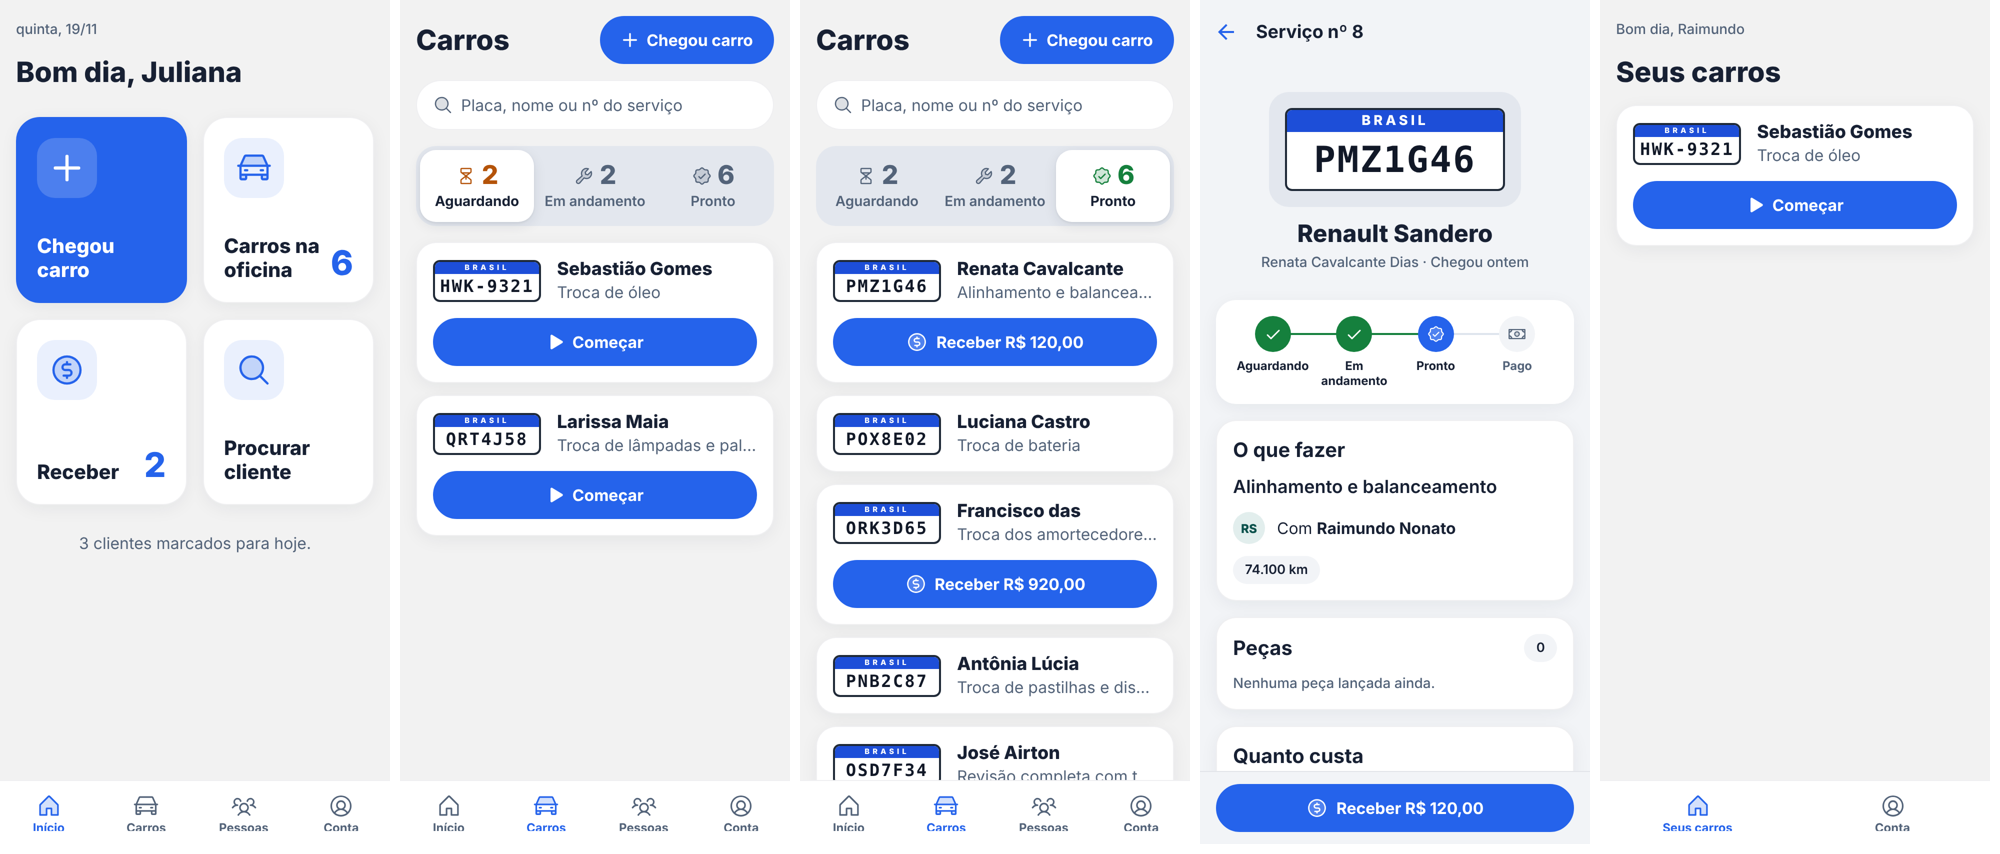 quinta, 19/11
Bom dia, Juliana
Chegou
carro
Carros na
oficina
6
Receber
2
Procurar
cliente
3 clientes marcados para hoje.
Início
Carros
Pessoas
Conta
Carros
Chegou carro
Placa, nome ou nº do serviço
2
Aguardando
2
Em andamento
6
Pronto
BRASIL
HWK-9321
Sebastião Gomes
Troca de óleo
Começar
BRASIL
QRT4J58
Larissa Maia
Troca de lâmpadas e pal...
Começar
Início
Carros
Pessoas
Conta
Carros
Chegou carro
Placa, nome ou nº do serviço
2
Aguardando
2
Em andamento
6
Pronto
BRASIL
PMZ1G46
Renata Cavalcante
Alinhamento e balancea...
Receber R$ 120,00
BRASIL
POX8E02
Luciana Castro
Troca de bateria
BRASIL
ORK3D65
Francisco das
Troca dos amortecedore...
Receber R$ 920,00
BRASIL
PNB2C87
Antônia Lúcia
Troca de pastilhas e dis...
BRASIL
OSD7F34
José Airton
Revisão completa com t
Início
Carros
Pessoas
Conta
Serviço nº 8
BRASIL
PMZ1G46
Renault Sandero
Renata Cavalcante Dias · Chegou ontem
Aguardando
Em
andamento
Pronto
Pago
O que fazer
Alinhamento e balanceamento
RS
Com Raimundo Nonato
74.100 km
Peças
0
Nenhuma peça lançada ainda.
Quanto custa
Receber R$ 120,00
Bom dia, Raimundo
Seus carros
BRASIL
HWK-9321
Sebastião Gomes
Troca de óleo
Começar
Seus carros
Conta